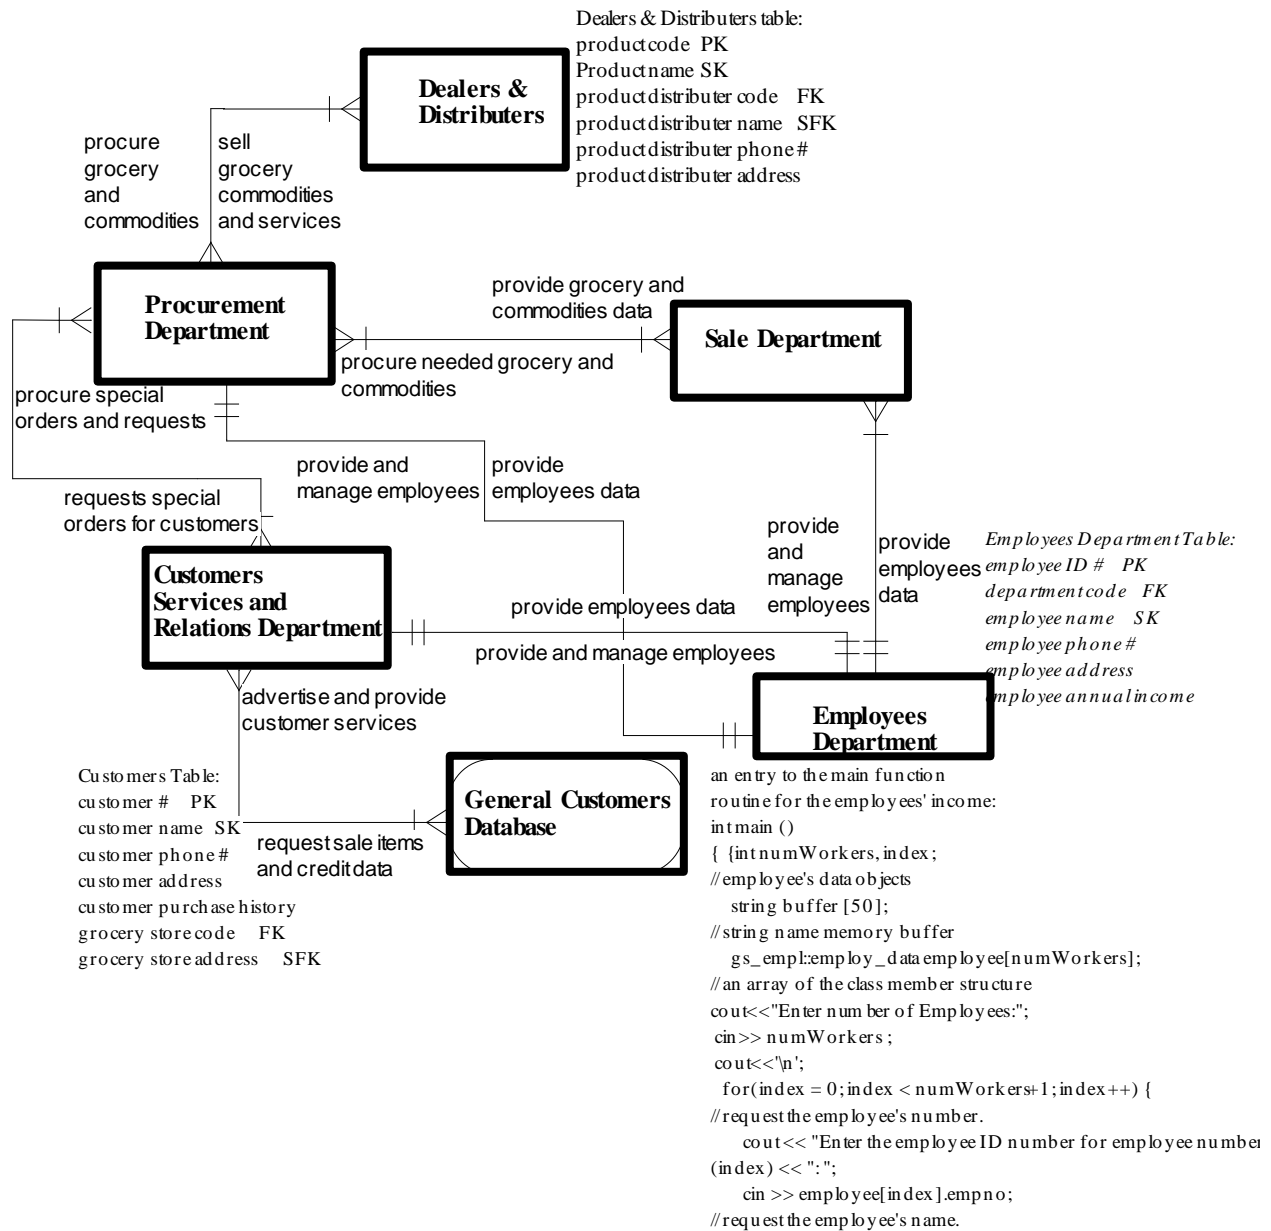 Dealers & Distributers table:
productcode PK
Productname SK
productdistributer code FK
productdistributer name SFK
productdistributer phone #
productdistributer address
Dealers &
Distributers
procure
grocery
and
commodities
sell
grocery
commodities
and services
Procurement
Department
provide grocery and
commodities data
Sale Department
procure needed grocery and
commodities
procure special
orders and requests
provide and
manage employees
provide
employees data
requests special
orders for customers
provide
and
manage
employees
provide
employees
data
Employees Department Table:
employee ID # PK
department code FK
employee name SK
employee phone #
employee address
employee annual income
Customers
Services and
Relations Department
provide employees data
provide and manage employees
Employees
Department
advertise and provide
customer services
General Customers
Database
request sale items
and credit data
Customers Table:
customer # PK
customer name SK
customer phone #
customer address
customer purchase history
grocery store code FK
grocery store address SFK
an entry to the main function
routine for the employees' income:
int main ()
{ {int numWorkers, index;
//employee's data objects
string buffer [50];
//string name memory buffer
gs_empl::employ_data employee[numWorkers];
//an array of the class member structure
cout<<"Enter number of Employees:";
cin>> numWorkers;
cout<<'\n';
for(index = 0; index < numWorkers+1; index++) {
//request the employee's number.
cout << "Enter the employee ID number for employee number
(index) << ": ";
cin >> employee[index].empno;
//request the employee's name.